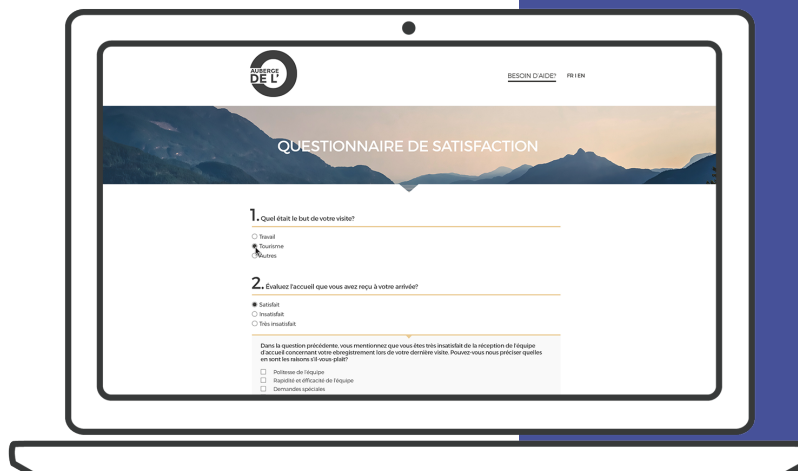 AUBERGE
DE L'
BESOIN D'AIDE?
FR I EN
QUESTIONNAIRE DE SATISFACTION
1. Quel était le but de votre visite?
Travail
Tourisme
Autres
2. Évaluez l'accueil que vous avez reçu à votre arrivée?
Satisfait
Insatisfait
Très insatisfait
Dans la question précédente, vous mentionnez que vous êtes très insatisfait de la réception de l'équipe
d'accueil concernant votre ebregistrement lors de votre dernière visite. Pouvez-vous nous préciser quelles
en sont les raisons s'il-vous-plaît?
Politesse de l'équipe
Rapidité et éfficacité de l'équipe
Demandes spéciales